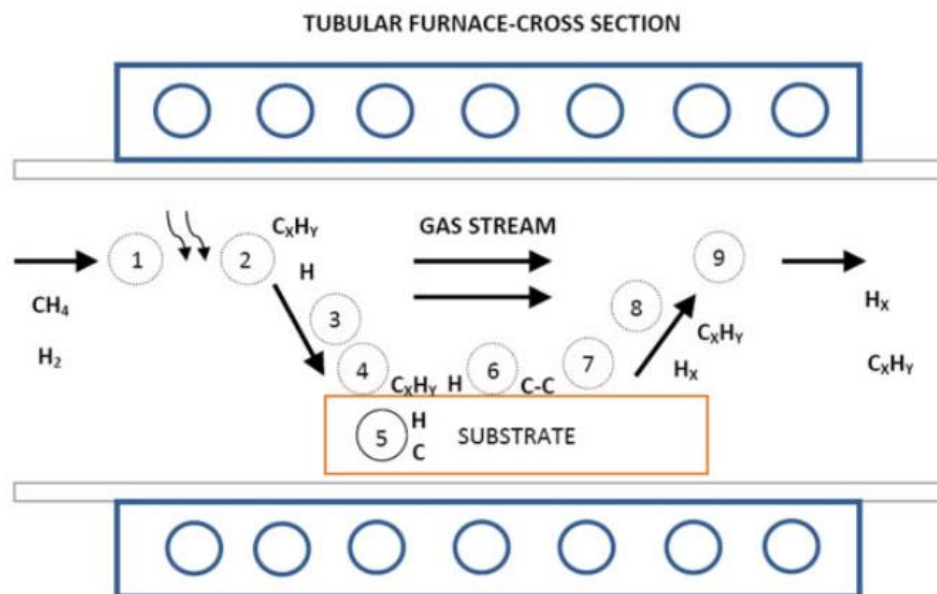 TUBULAR FURNACE-CROSS SECTION
CH₄
H₂
1
2
CₓHᵧ
H
3
4
GAS STREAM
CₓHᵧ H
6
C-C
7
8
9
CₓHᵧ
Hₓ
Hₓ
CₓHᵧ
5
H
C
SUBSTRATE